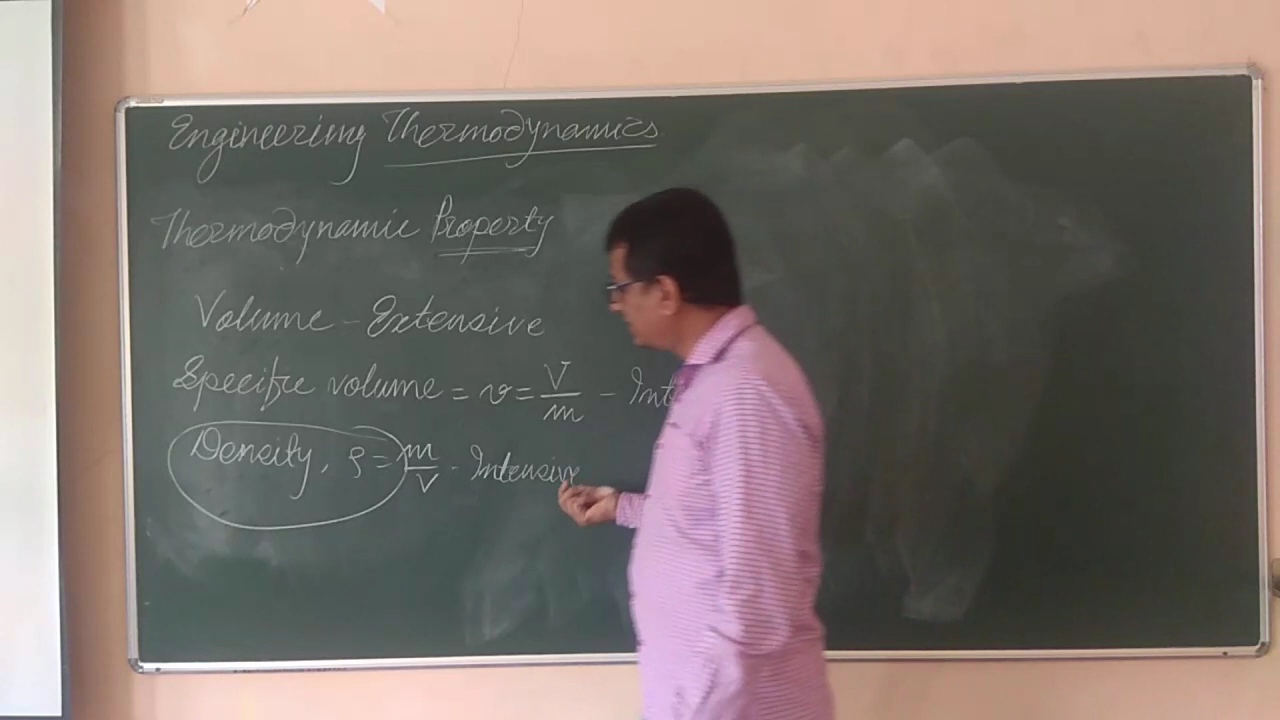 Engineering Thermodynamics
Thermodynamic Property
Volume - Extensive
Specific volume = v = V/m - Int
Density, ρ = m/V - Intensive